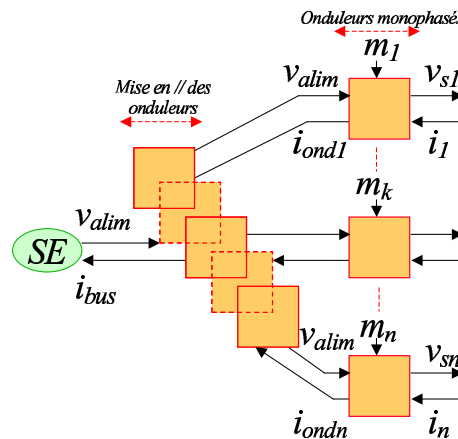 Onduleurs monophasés
m1
Mise en // des
onduleurs
valim
vs1
iond1
i1
mk
valim
SE
ibus
valim
mn
vsn
iondn
in